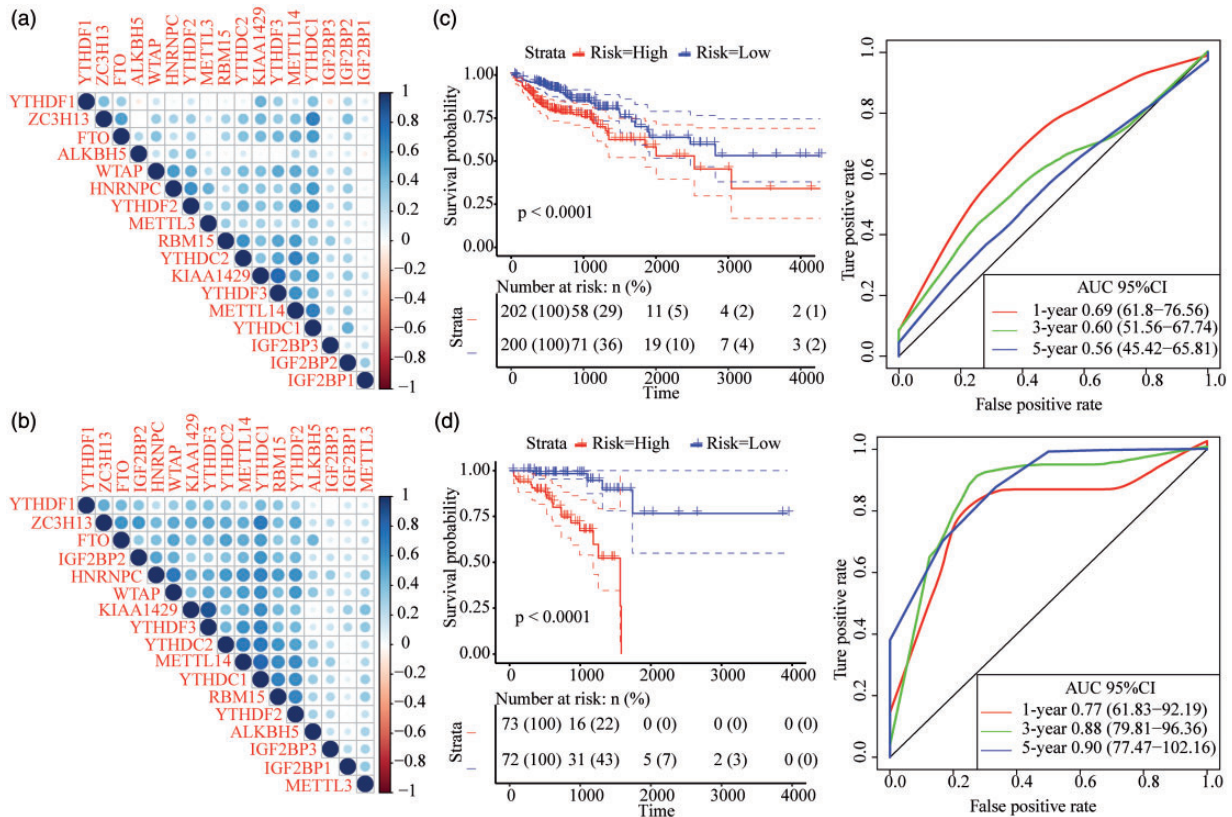 (a)
YTHDF1
ZC3H13
FTO
ALKBH5
WTAP
HNRNPC
YTHDF2
METTL3
RBM15
YTHDC2
KIAA1429
YTHDF3
METTL14
YTHDC1
IGF2BP3
IGF2BP2
IGF2BP1
YTHDF1
ZC3H13
FTO
ALKBH5
WTAP
HNRNPC
YTHDF2
METTL3
RBM15
YTHDC2
KIAA1429
YTHDF3
METTL14
YTHDC1
IGF2BP3
IGF2BP2
IGF2BP1
1
0.8
0.6
0.4
0.2
0
−0.2
−0.4
−0.6
−0.8
−1
(c)
Strata Risk=High Risk=Low
Survival probability
1.00
0.75
0.50
0.25
0.00
p < 0.0001
0 1000 2000 3000 4000
Number at risk: n (%)
Strata
202 (100) 58 (29) 11 (5) 4 (2) 2 (1)
200 (100) 71 (36) 19 (10) 7 (4) 3 (2)
0 1000 2000 3000 4000
Time
Ture positive rate
1.0
0.8
0.6
0.4
0.2
0.0
AUC 95%CI
1-year 0.69 (61.8−76.56)
3-year 0.60 (51.56−67.74)
5-year 0.56 (45.42−65.81)
0.0 0.2 0.4 0.6 0.8 1.0
False positive rate
(b)
YTHDF1
ZC3H13
FTO
IGF2BP2
HNRNPC
WTAP
KIAA1429
YTHDF3
YTHDC2
METTL14
YTHDC1
RBM15
YTHDF2
ALKBH5
IGF2BP3
IGF2BP1
METTL3
YTHDF1
ZC3H13
FTO
IGF2BP2
HNRNPC
WTAP
KIAA1429
YTHDF3
YTHDC2
METTL14
YTHDC1
RBM15
YTHDF2
ALKBH5
IGF2BP3
IGF2BP1
METTL3
1
0.8
0.6
0.4
0.2
0
−0.2
−0.4
−0.6
−0.8
−1
(d)
Strata Risk=High Risk=Low
Survival probability
1.00
0.75
0.50
0.25
0.00
p < 0.0001
0 1000 2000 3000 4000
Number at risk: n (%)
Strata
73 (100) 16 (22) 0 (0) 0 (0) 0 (0)
72 (100) 31 (43) 5 (7) 2 (3) 0 (0)
0 1000 2000 3000 4000
Time
Ture positive rate
1.0
0.8
0.6
0.4
0.2
0.0
AUC 95%CI
1-year 0.77 (61.83−92.19)
3-year 0.88 (79.81−96.36)
5-year 0.90 (77.47−102.16)
0.0 0.2 0.4 0.6 0.8 1.0
False positive rate